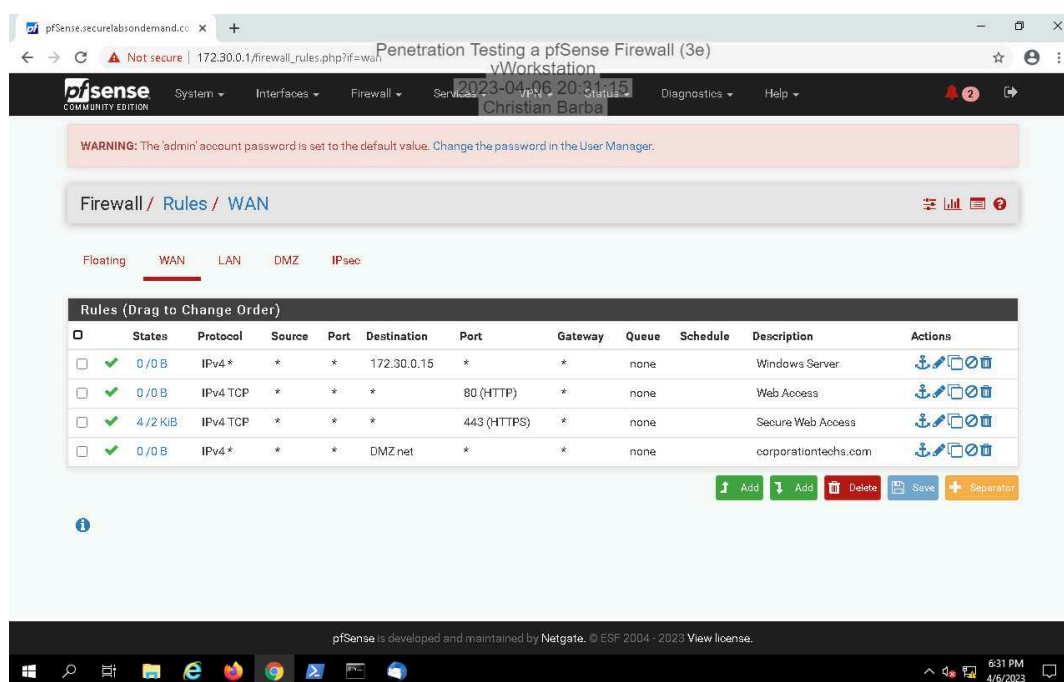 pfSense.securelabsondemand.co
Not secure | 172.30.0.1/firewall_rules.php?if=wan
Penetration Testing a pfSense Firewall (3e)
vWorkstation
2023-04-06 20:31:15
Christian Barba
pfsense
COMMUNITY EDITION
System Interfaces Firewall Services VPN Status Diagnostics Help 2
WARNING: The 'admin' account password is set to the default value. Change the password in the User Manager.
Firewall / Rules / WAN
Floating WAN LAN DMZ IPsec
Rules (Drag to Change Order)
States Protocol Source Port Destination Port Gateway Queue Schedule Description Actions
0/0 B IPv4 * * * 172.30.0.15 * * none Windows Server
0/0 B IPv4 TCP * * * 80 (HTTP) * none Web Access
4/2 KiB IPv4 TCP * * * 443 (HTTPS) * none Secure Web Access
0/0 B IPv4 * * * DMZ net * * none corporationtechs.com
Add Add Delete Save Separator
pfSense is developed and maintained by Netgate. © ESF 2004 - 2023 View license.
6:31 PM
4/6/2023